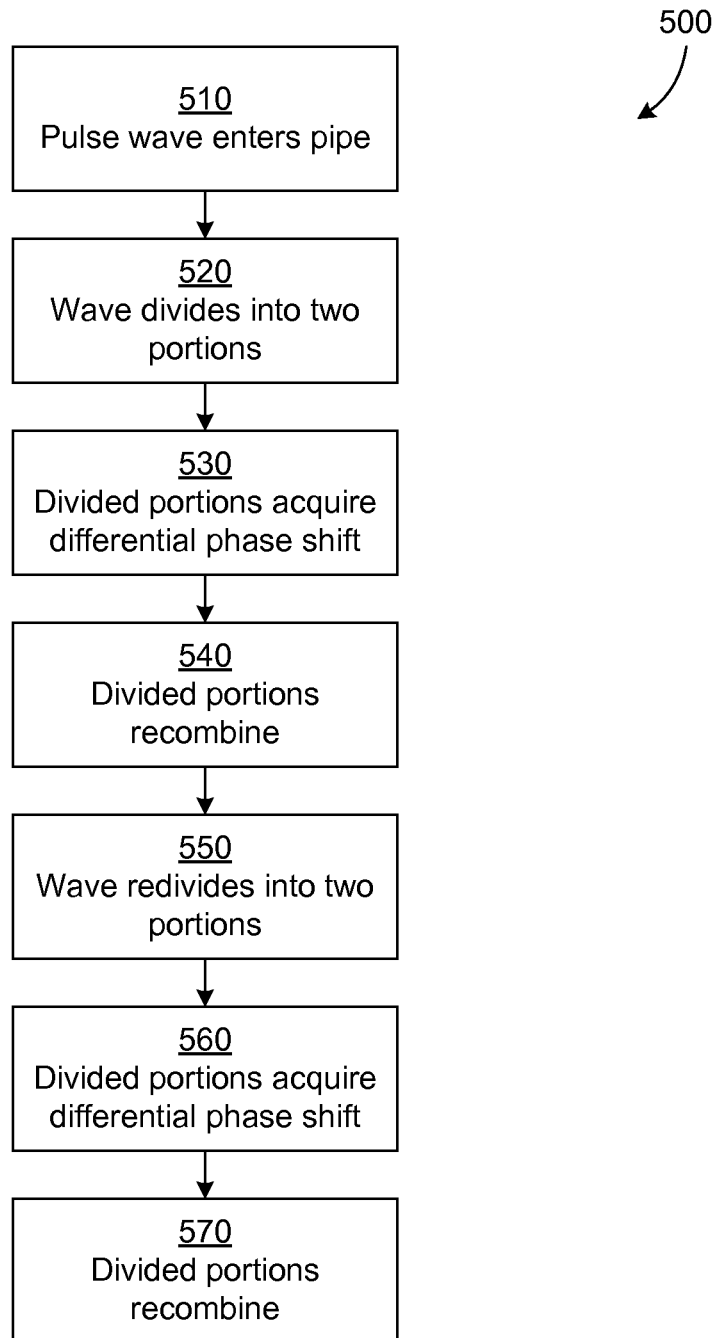 500
510
Pulse wave enters pipe
520
Wave divides into two
portions
530
Divided portions acquire
differential phase shift
540
Divided portions
recombine
550
Wave redivides into two
portions
560
Divided portions acquire
differential phase shift
570
Divided portions
recombine